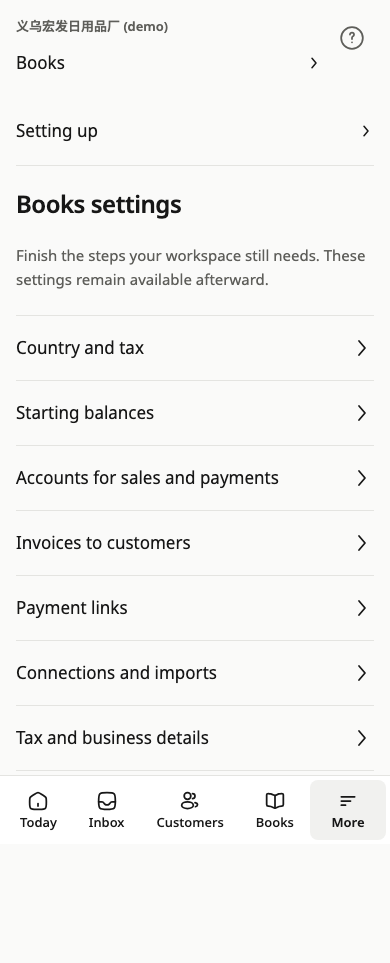 义乌宏发日用品厂 (demo)
Books
Setting up
Books settings
Finish the steps your workspace still needs. These
settings remain available afterward.
Country and tax
Starting balances
Accounts for sales and payments
Invoices to customers
Payment links
Connections and imports
Tax and business details
Today
Inbox
Customers
Books
More